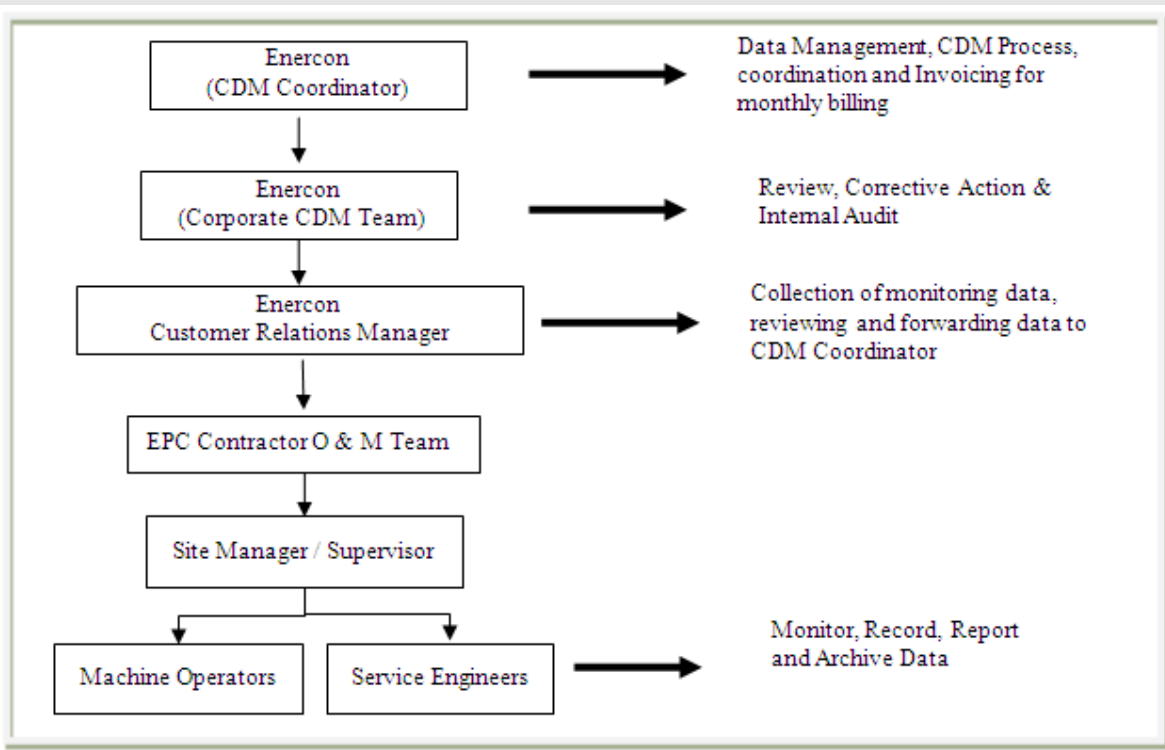 Enercon
(CDM Coordinator)
Data Management, CDM Process,
coordination and Invoicing for
monthly billing
Enercon
(Corporate CDM Team)
Review, Corrective Action &
Internal Audit
Enercon
Customer Relations Manager
Collection of monitoring data,
reviewing and forwarding data to
CDM Coordinator
EPC Contractor O & M Team
Site Manager / Supervisor
Machine Operators
Service Engineers
Monitor, Record, Report
and Archive Data